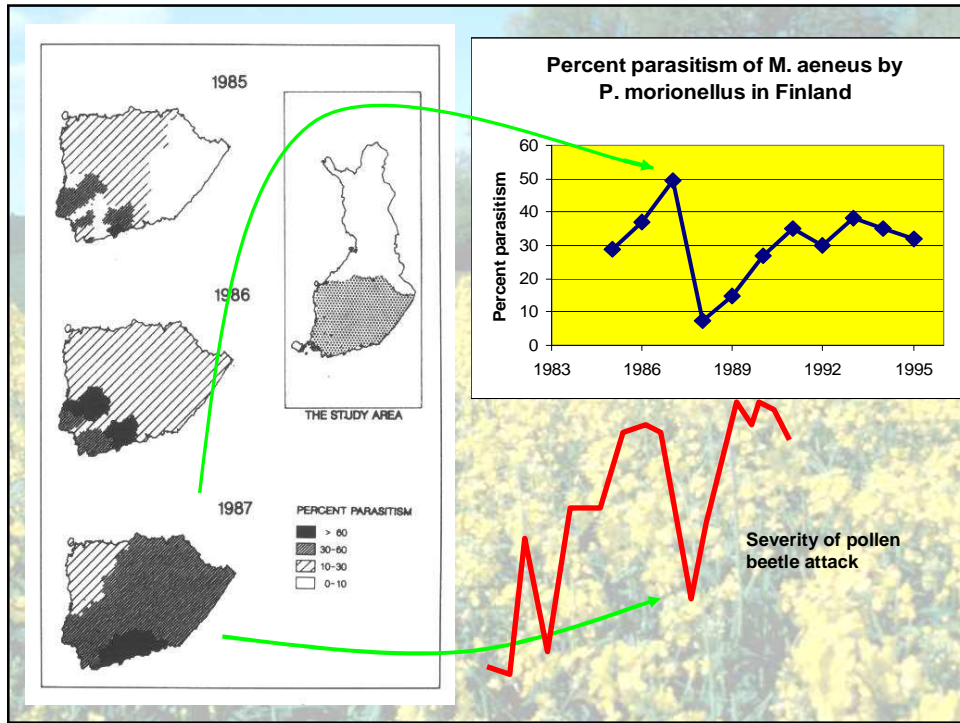 1985
1986
1987
THE STUDY AREA
PERCENT PARASITISM
> 60
30-60
10-30
0-10
Percent parasitism of M. aeneus by
P. morionellus in Finland
Percent parasitism
60
50
40
30
20
10
0
1983
1986
1989
1992
1995
Severity of pollen
beetle attack